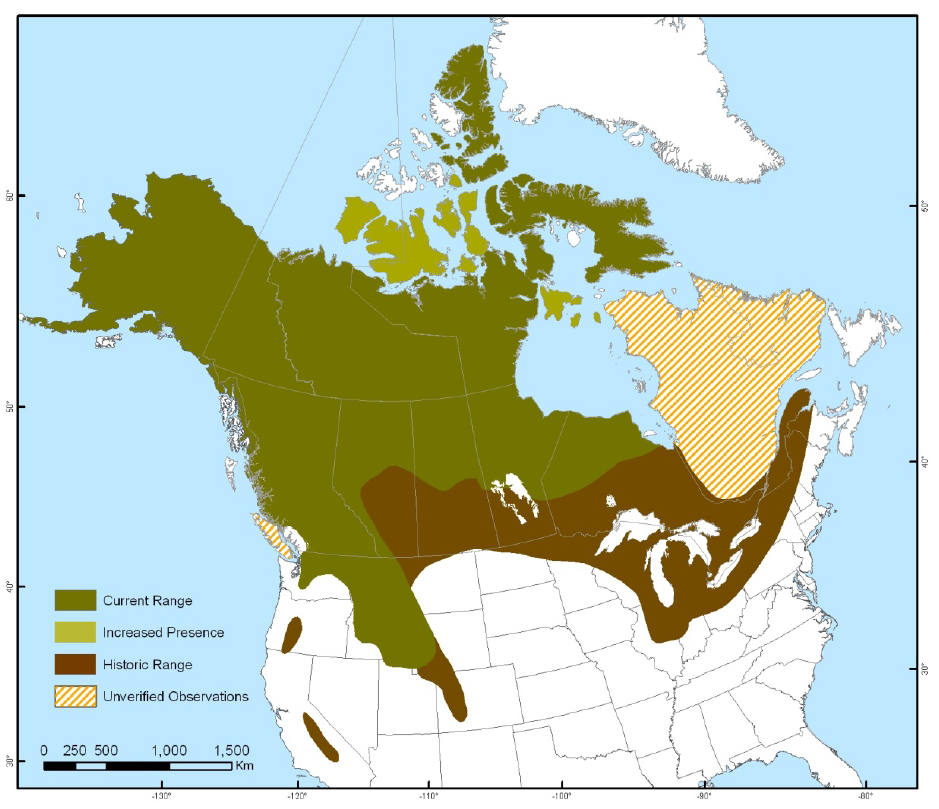 60°
50°
50°
40°
40°
30°
30°
Current Range
Increased Presence
Historic Range
Unverified Observations
0 250 500 1,000 1,500
Km
-130° -120° -110° -100° -90° -80°